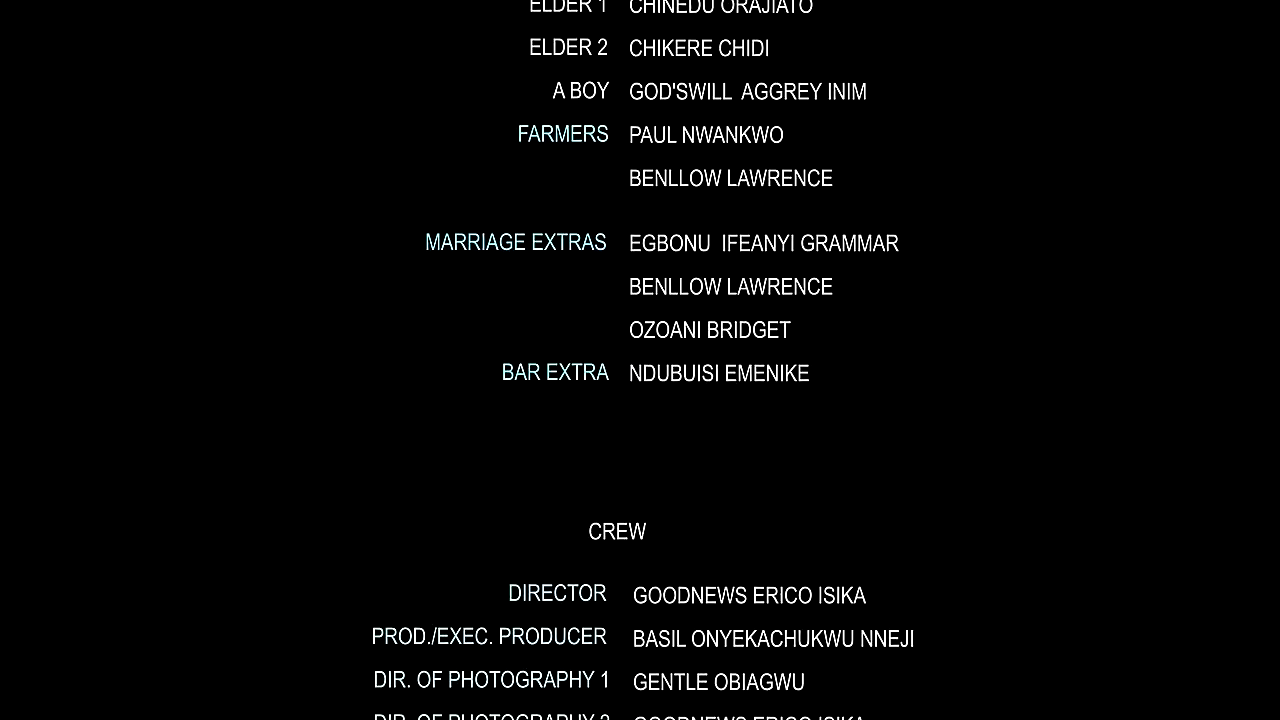 ELDER 1 CHINEDU ORAJIATO
ELDER 2 CHIKERE CHIDI
A BOY GOD'SWILL AGGREY INIM
FARMERS PAUL NWANKWO
BENLLOW LAWRENCE
MARRIAGE EXTRAS EGBONU IFEANYI GRAMMAR
BENLLOW LAWRENCE
OZOANI BRIDGET
BAR EXTRA NDUBUISI EMENIKE
CREW
DIRECTOR GOODNEWS ERICO ISIKA
PROD./EXEC. PRODUCER BASIL ONYEKACHUKWU NNEJI
DIR. OF PHOTOGRAPHY 1 GENTLE OBIAGWU
DIR. OF PHOTOGRAPHY 2 GOODNEWS ERICO ISIKA